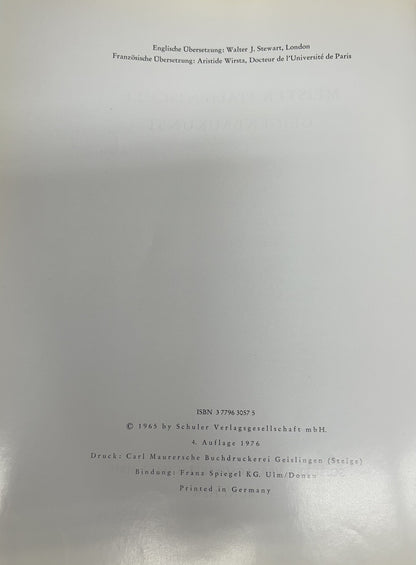 Englische Übersetzung: Walter J. Stewart, London
Französische Übersetzung: Aristide Wirsta, Docteur de l'Université de Paris
ISBN 3 7796 3057 5
© 1965 by Schuler Verlagsgesellschaft mbH.
4. Auflage 1976
Druck: Carl Maurersche Buchdruckerei Geislingen (Steige)
Bindung: Franz Spiegel KG. Ulm/Donau
Printed in Germany